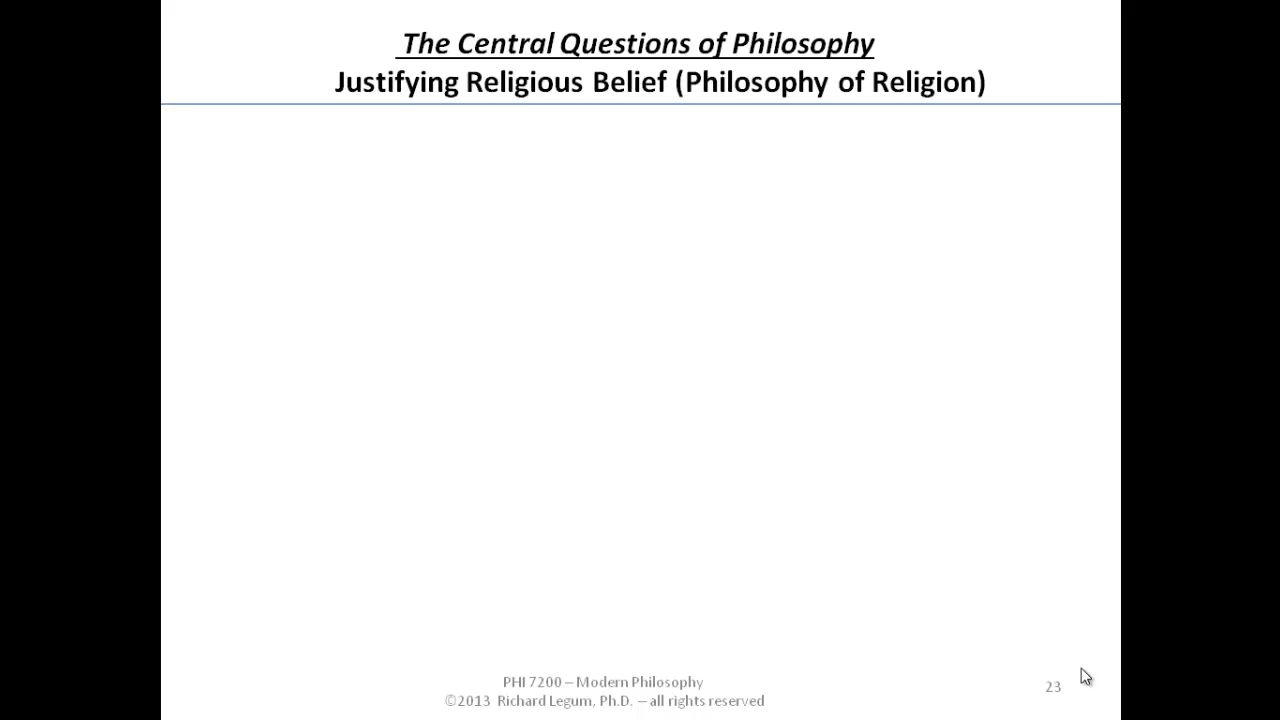 The Central Questions of Philosophy
Justifying Religious Belief (Philosophy of Religion)
PHI 7200 – Modern Philosophy
©2013 Richard Legum, Ph.D. – all rights reserved
23